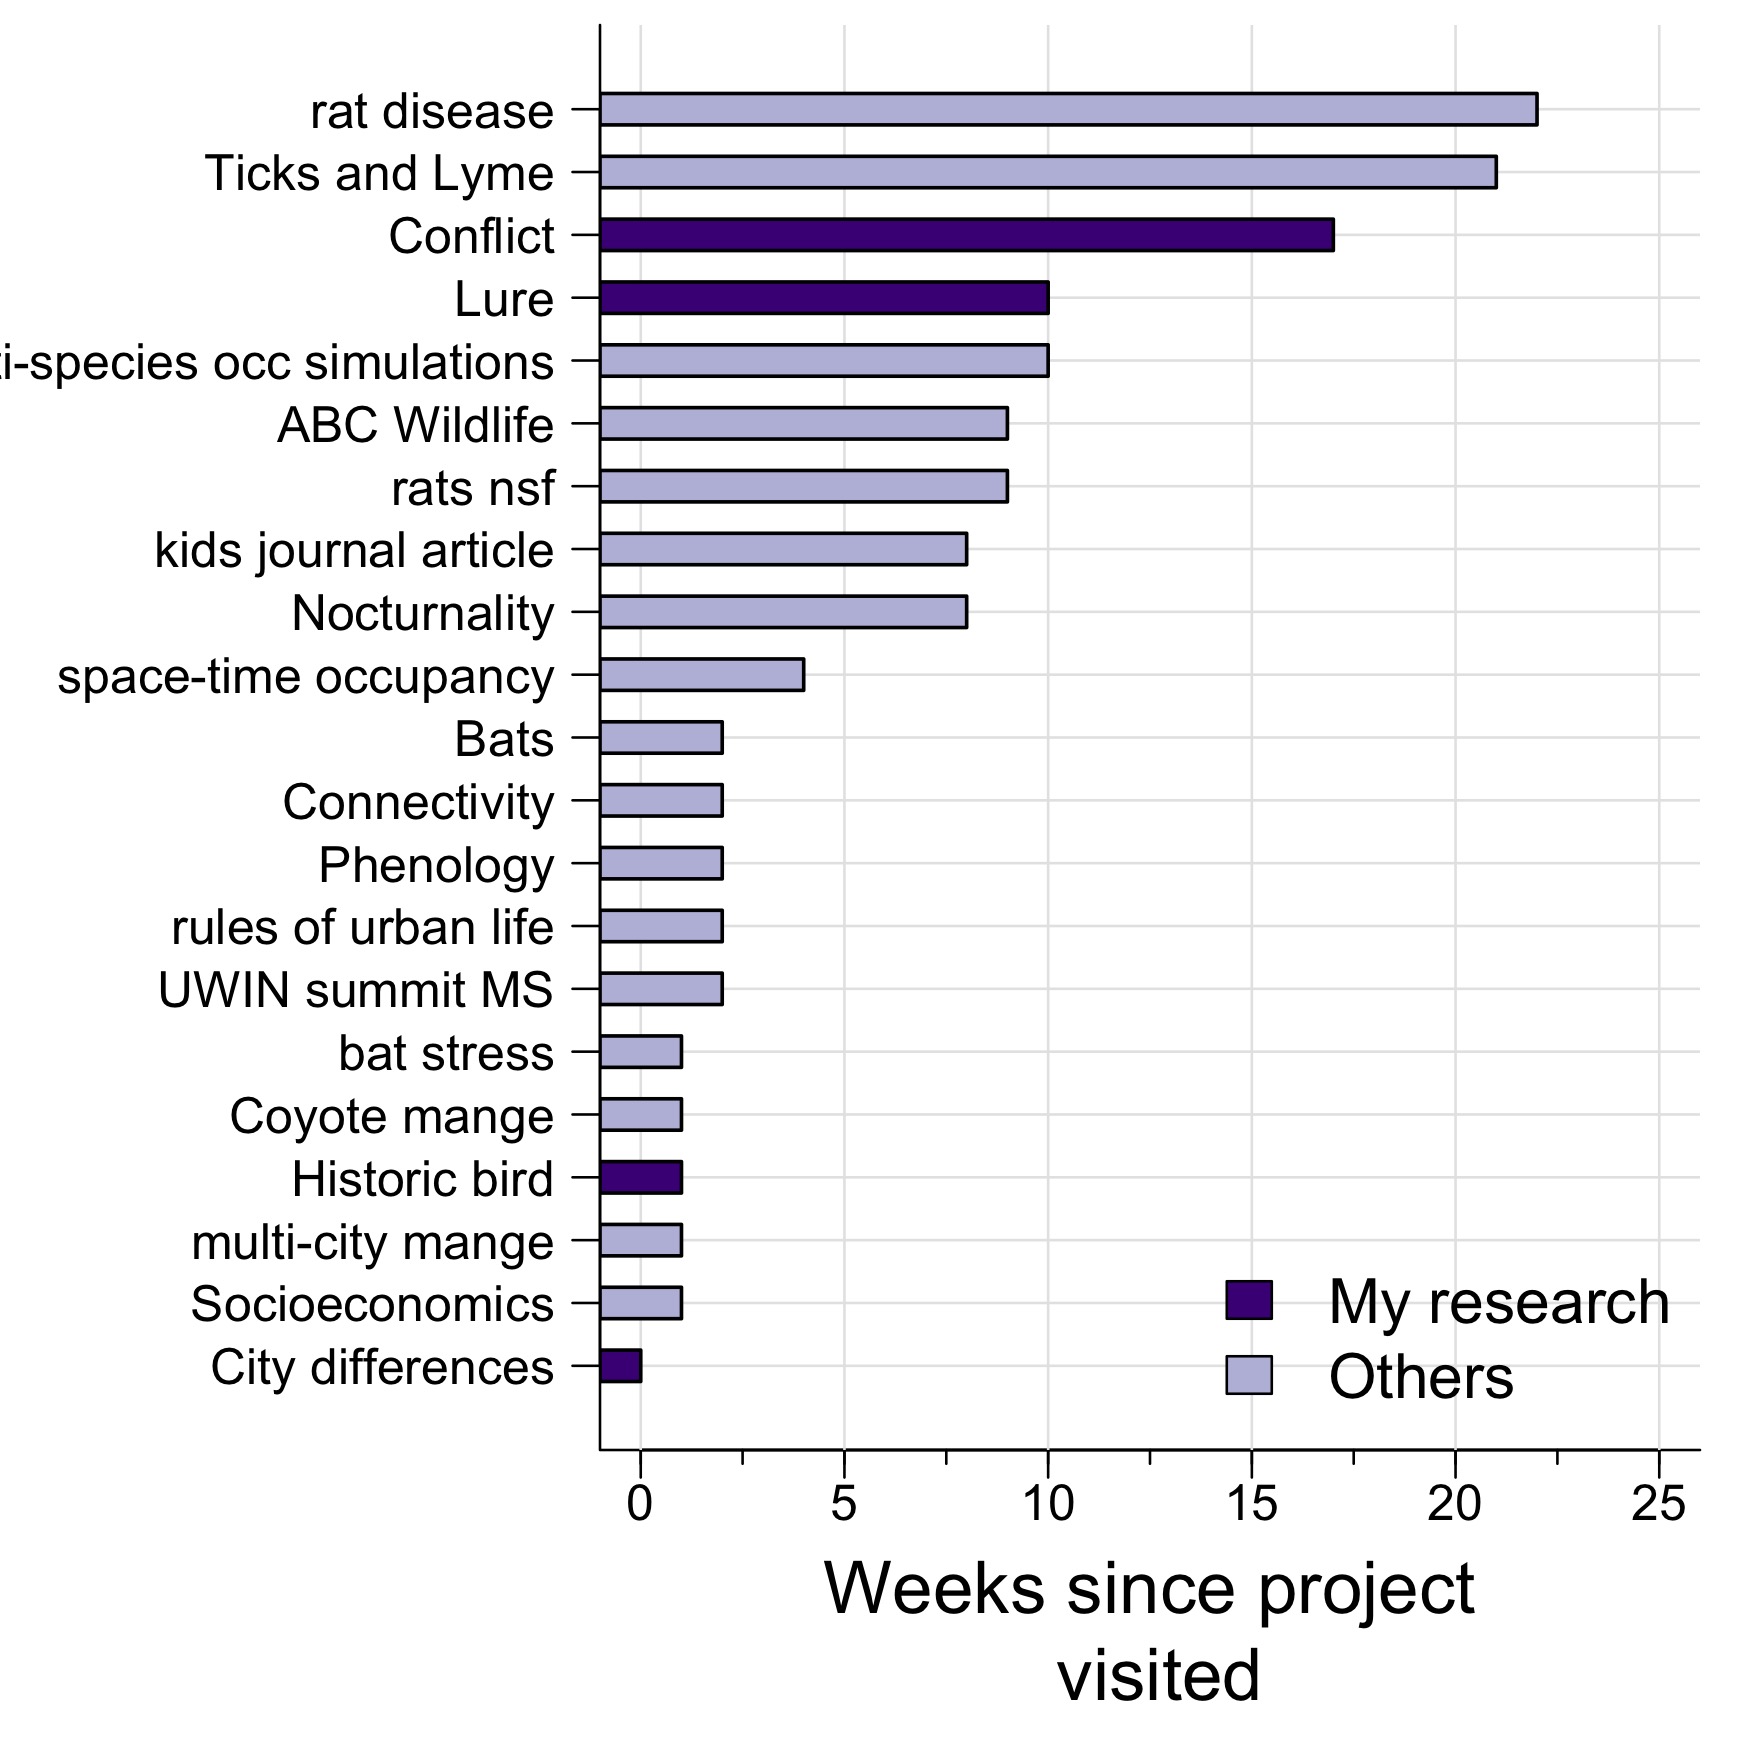 rat disease
Ticks and Lyme
Conflict
Lure
i-species occ simulations
ABC Wildlife
rats nsf
kids journal article
Nocturnality
space-time occupancy
Bats
Connectivity
Phenology
rules of urban life
UWIN summit MS
bat stress
Coyote mange
Historic bird
multi-city mange
Socioeconomics
City differences
My research
Others
0 5 10 15 20 25
Weeks since project
visited